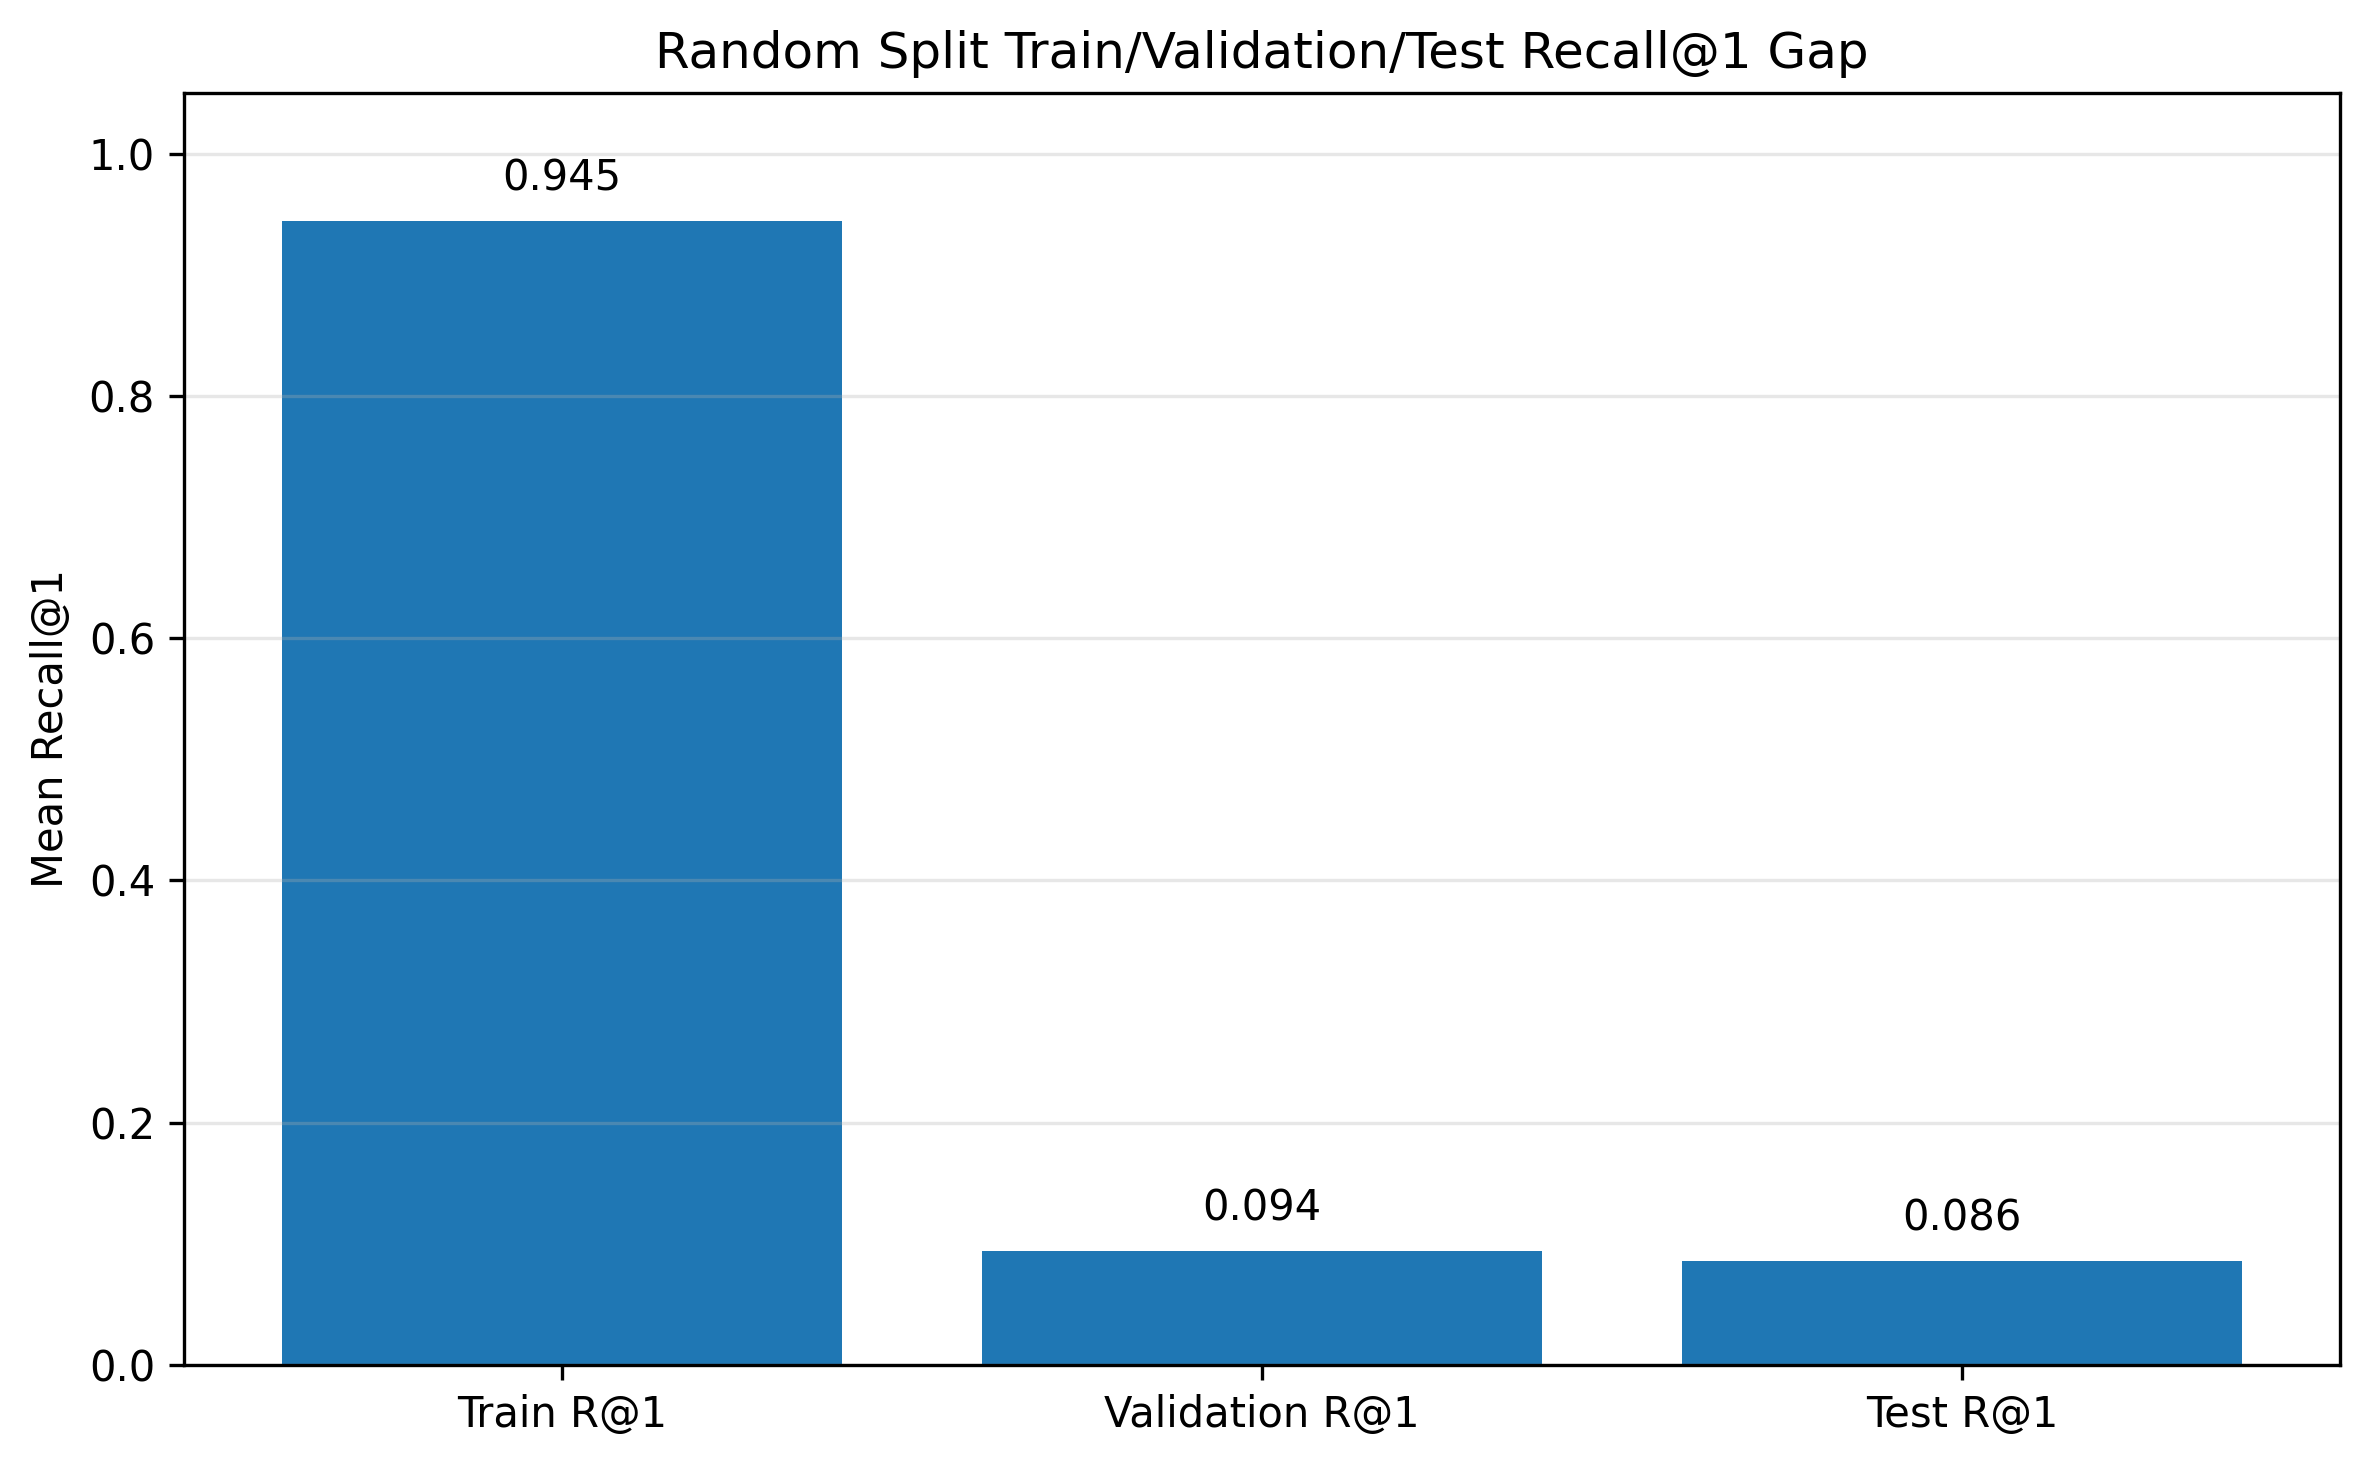 Random Split Train/Validation/Test Recall@1 Gap
Mean Recall@1
1.0
0.8
0.6
0.4
0.2
0.0
0.945
0.094
0.086
Train R@1
Validation R@1
Test R@1